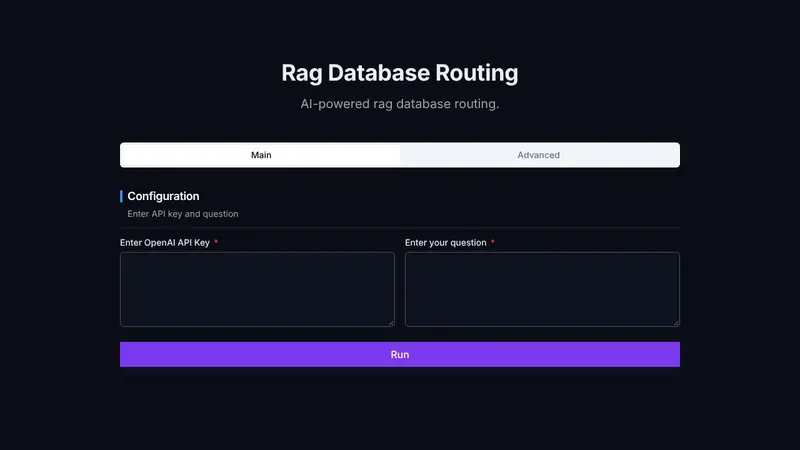 Rag Database Routing
AI-powered rag database routing.
Main Advanced
Configuration
Enter API key and question
Enter OpenAI API Key * Enter your question *
Run